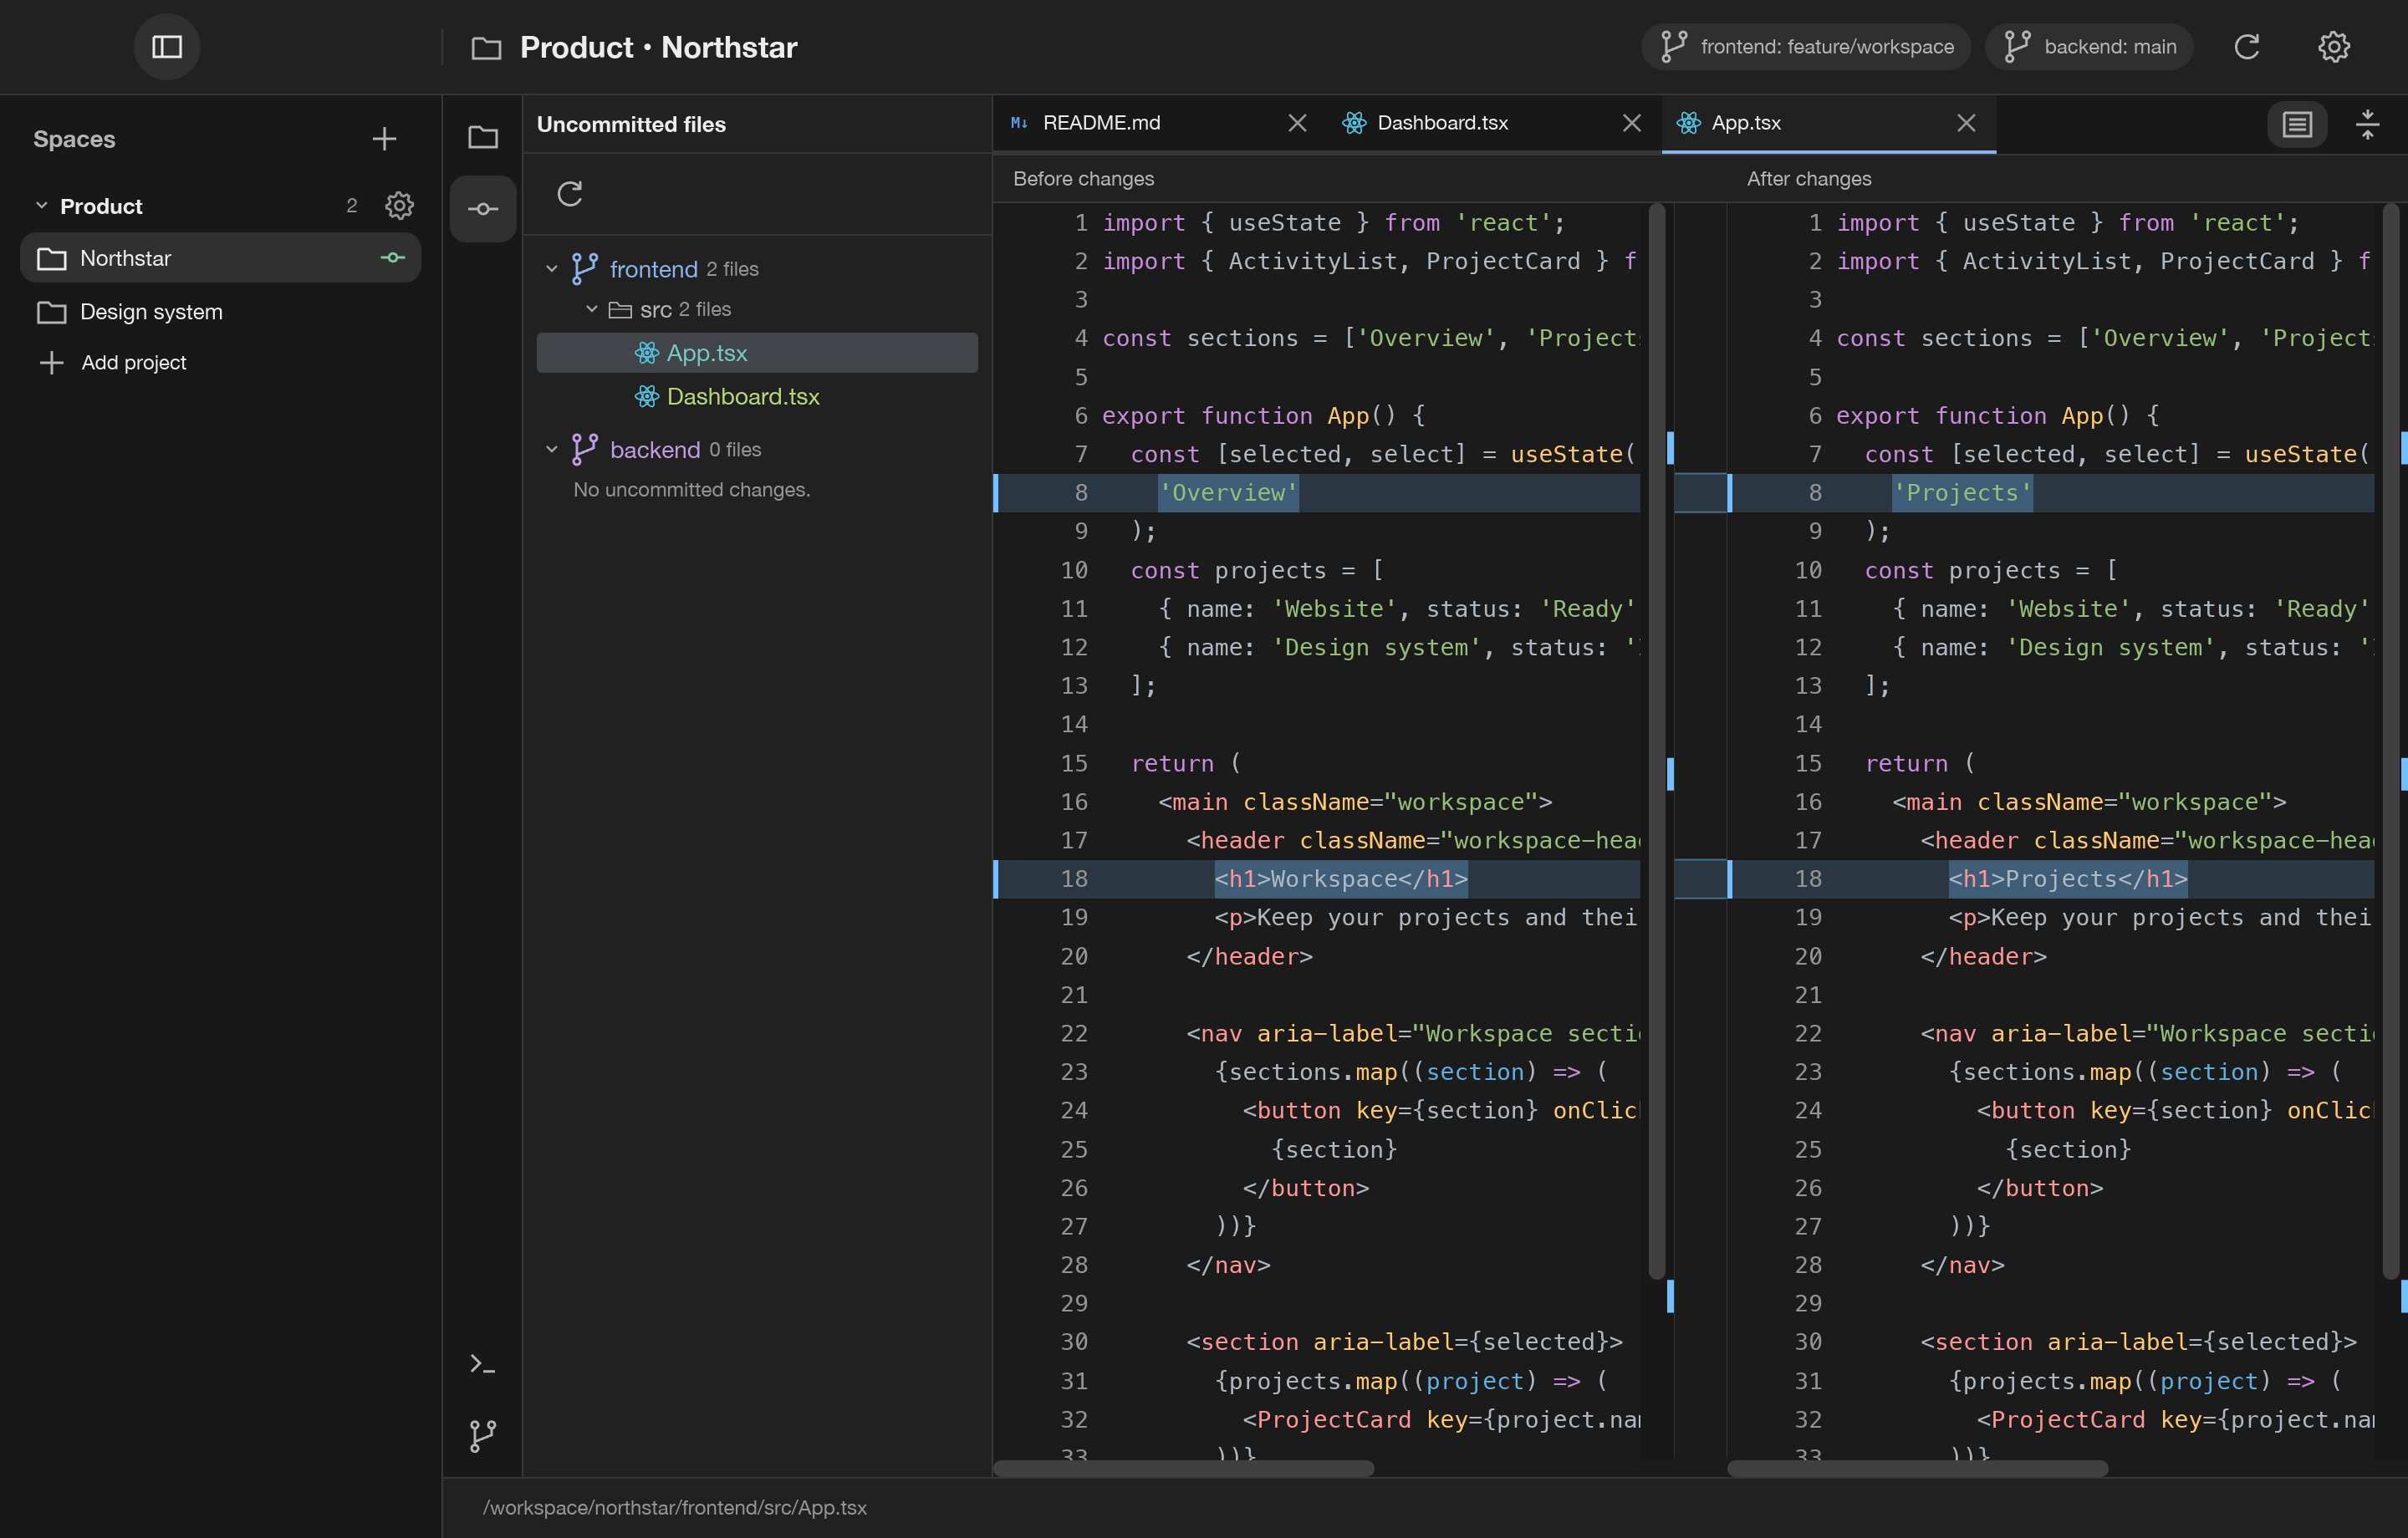 Product • Northstar
frontend: feature/workspace
backend: main
Spaces
Product 2
Northstar
Design system
Add project
Uncommitted files
frontend 2 files
src 2 files
App.tsx
Dashboard.tsx
backend 0 files
No uncommitted changes.
M↓ README.md
Dashboard.tsx
App.tsx
Before changes
1 import { useState } from 'react';
2 import { ActivityList, ProjectCard } f
3
4 const sections = ['Overview', 'Projects
5
6 export function App() {
7   const [selected, select] = useState(
8     'Overview'
9   );
10   const projects = [
11     { name: 'Website', status: 'Ready'
12     { name: 'Design system', status: '
13   ];
14
15   return (
16     <main className="workspace">
17       <header className="workspace-head
18         <h1>Workspace</h1>
19         <p>Keep your projects and thei
20       </header>
21
22       <nav aria-label="Workspace sectio
23         {sections.map((section) => (
24           <button key={section} onClick
25             {section}
26           </button>
27         ))}
28       </nav>
29
30       <section aria-label={selected}>
31         {projects.map((project) => (
32           <ProjectCard key={project.nam
33         ))}
After changes
1 import { useState } from 'react';
2 import { ActivityList, ProjectCard } f
3
4 const sections = ['Overview', 'Projects
5
6 export function App() {
7   const [selected, select] = useState(
8     'Projects'
9   );
10   const projects = [
11     { name: 'Website', status: 'Ready'
12     { name: 'Design system', status: '
13   ];
14
15   return (
16     <main className="workspace">
17       <header className="workspace-head
18         <h1>Projects</h1>
19         <p>Keep your projects and thei
20       </header>
21
22       <nav aria-label="Workspace sectio
23         {sections.map((section) => (
24           <button key={section} onClick
25             {section}
26           </button>
27         ))}
28       </nav>
29
30       <section aria-label={selected}>
31         {projects.map((project) => (
32           <ProjectCard key={project.nam
33         ))}
/workspace/northstar/frontend/src/App.tsx